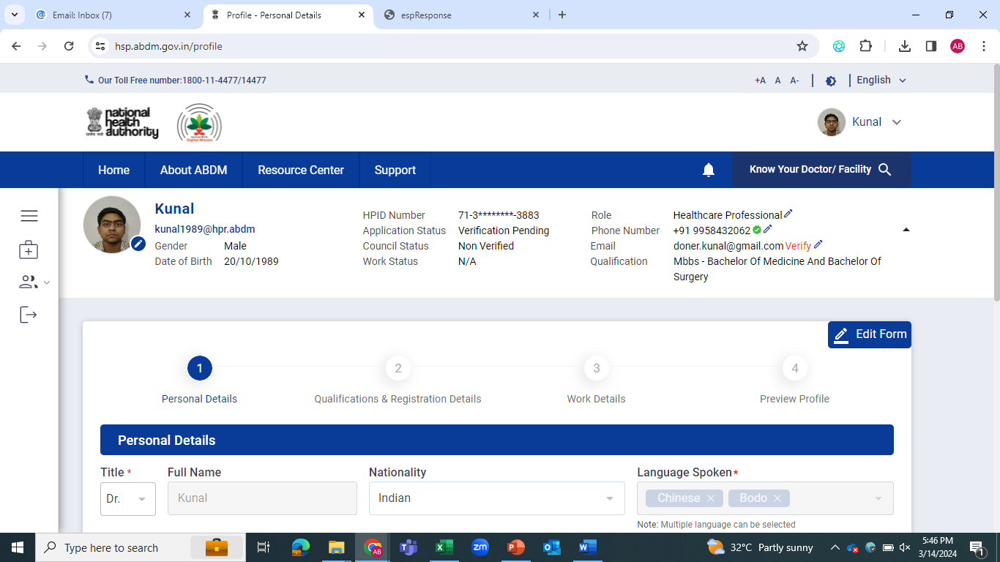 Email: Inbox (7)
Profile - Personal Details
espResponse
hsp.abdm.gov.in/profile
AB
Our Toll Free number:1800-11-4477/14477
+A A A-
English
national
health
authority
Digital Mission
Kunal
Home
About ABDM
Resource Center
Support
Know Your Doctor/ Facility
Kunal
kunal1989@hpr.abdm
Gender Male
Date of Birth 20/10/1989
HPID Number 71-3********-3883
Application Status Verification Pending
Council Status Non Verified
Work Status N/A
Role Healthcare Professional
Phone Number +91 9958432062
Email doner.kunal@gmail.com Verify
Qualification Mbbs - Bachelor Of Medicine And Bachelor Of
Surgery
Edit Form
1 2 3 4
Personal Details
Qualifications & Registration Details
Work Details
Preview Profile
Personal Details
Title * Full Name Nationality Language Spoken*
Dr. Kunal Indian Chinese Bodo
Note: Multiple language can be selected
Type here to search
AB
32°C Partly sunny
5:46 PM
3/14/2024
1